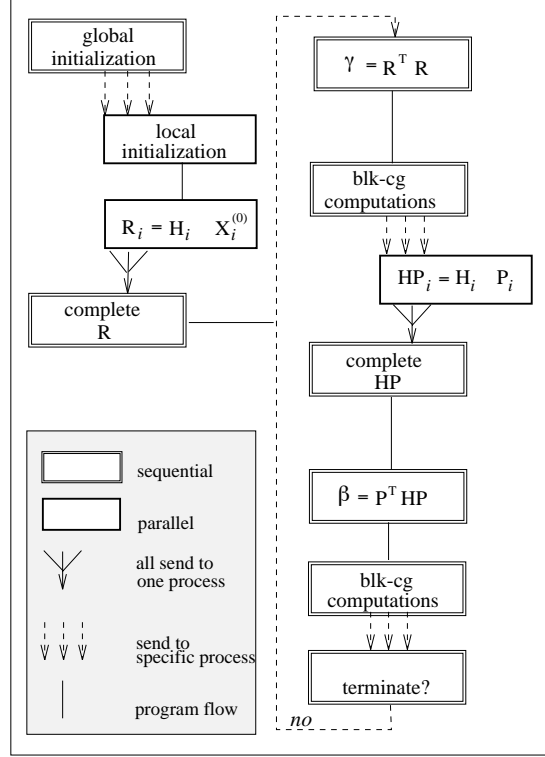 global
initialization
local
initialization
R_i = H_i X_i^(0)
complete
R
γ = R^T R
blk-cg
computations
HP_i = H_i P_i
complete
HP
β = P^T HP
blk-cg
computations
terminate?
no
sequential
parallel
all send to
one process
send to
specific process
program flow